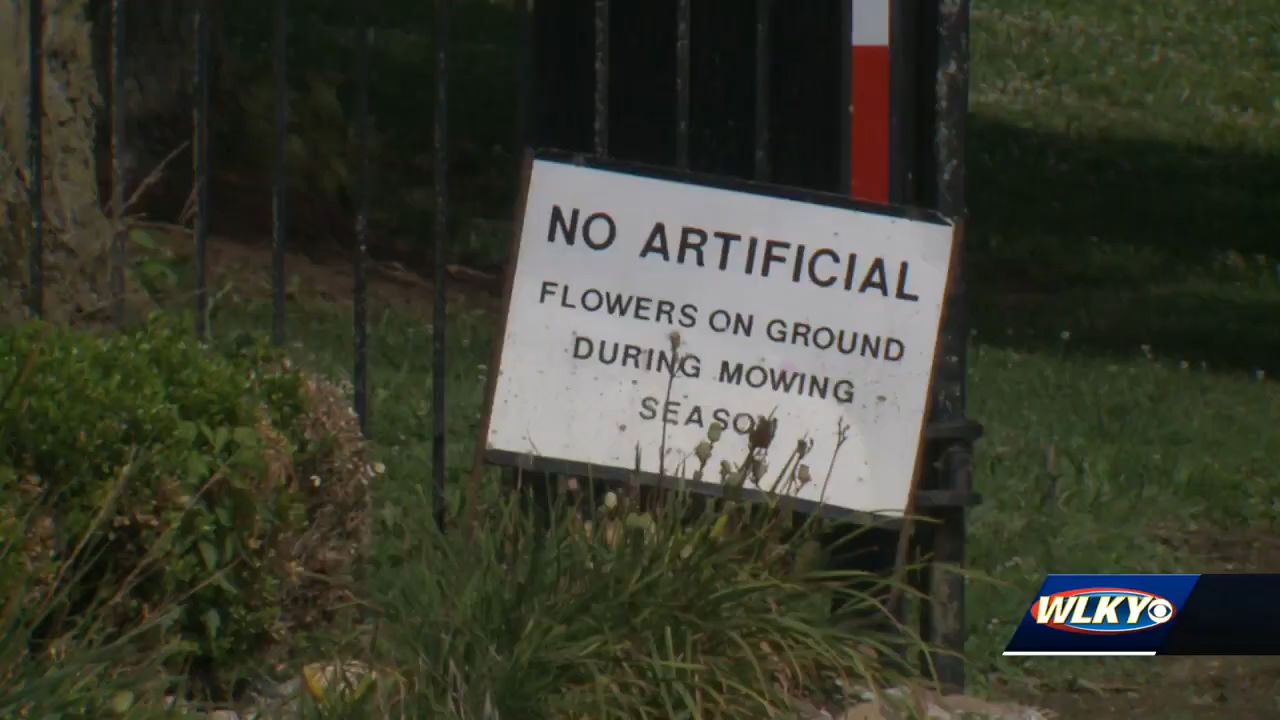 NO ARTIFICIAL
FLOWERS ON GROUND
DURING MOWING
SEASON
WLKY